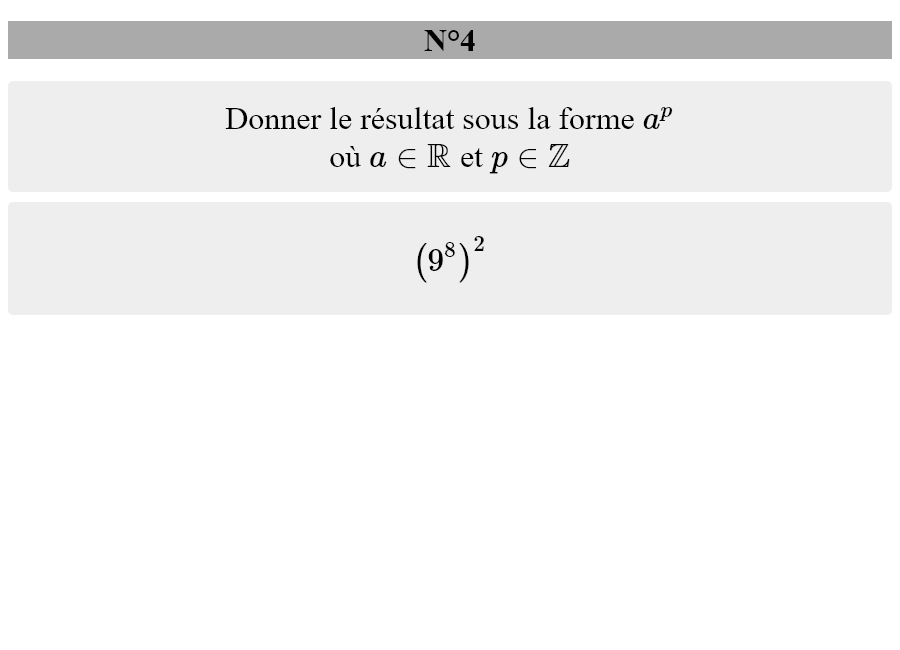 N°4
Donner le résultat sous la forme $a^p$
où $a \in \mathbb{R}$ et $p \in \mathbb{Z}$
$\left(9^8\right)^2$